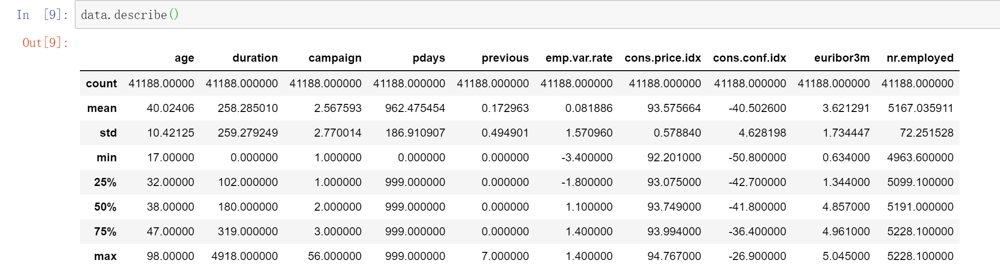 In [9]: data.describe()
Out[9]:
age duration campaign pdays previous emp.var.rate cons.price.idx cons.conf.idx euribor3m nr.employed
count 41188.00000 41188.000000 41188.000000 41188.000000 41188.000000 41188.000000 41188.000000 41188.000000 41188.000000 41188.000000
mean 40.02406 258.285010 2.567593 962.475454 0.172963 0.081886 93.575664 -40.502600 3.621291 5167.035911
std 10.42125 259.279249 2.770014 186.910907 0.494901 1.570960 0.578840 4.628198 1.734447 72.251528
min 17.00000 0.000000 1.000000 0.000000 0.000000 -3.400000 92.201000 -50.800000 0.634000 4963.600000
25% 32.00000 102.000000 1.000000 999.000000 0.000000 -1.800000 93.075000 -42.700000 1.344000 5099.100000
50% 38.00000 180.000000 2.000000 999.000000 0.000000 1.100000 93.749000 -41.800000 4.857000 5191.000000
75% 47.00000 319.000000 3.000000 999.000000 0.000000 1.400000 93.994000 -36.400000 4.961000 5228.100000
max 98.00000 4918.000000 56.000000 999.000000 7.000000 1.400000 94.767000 -26.900000 5.045000 5228.100000